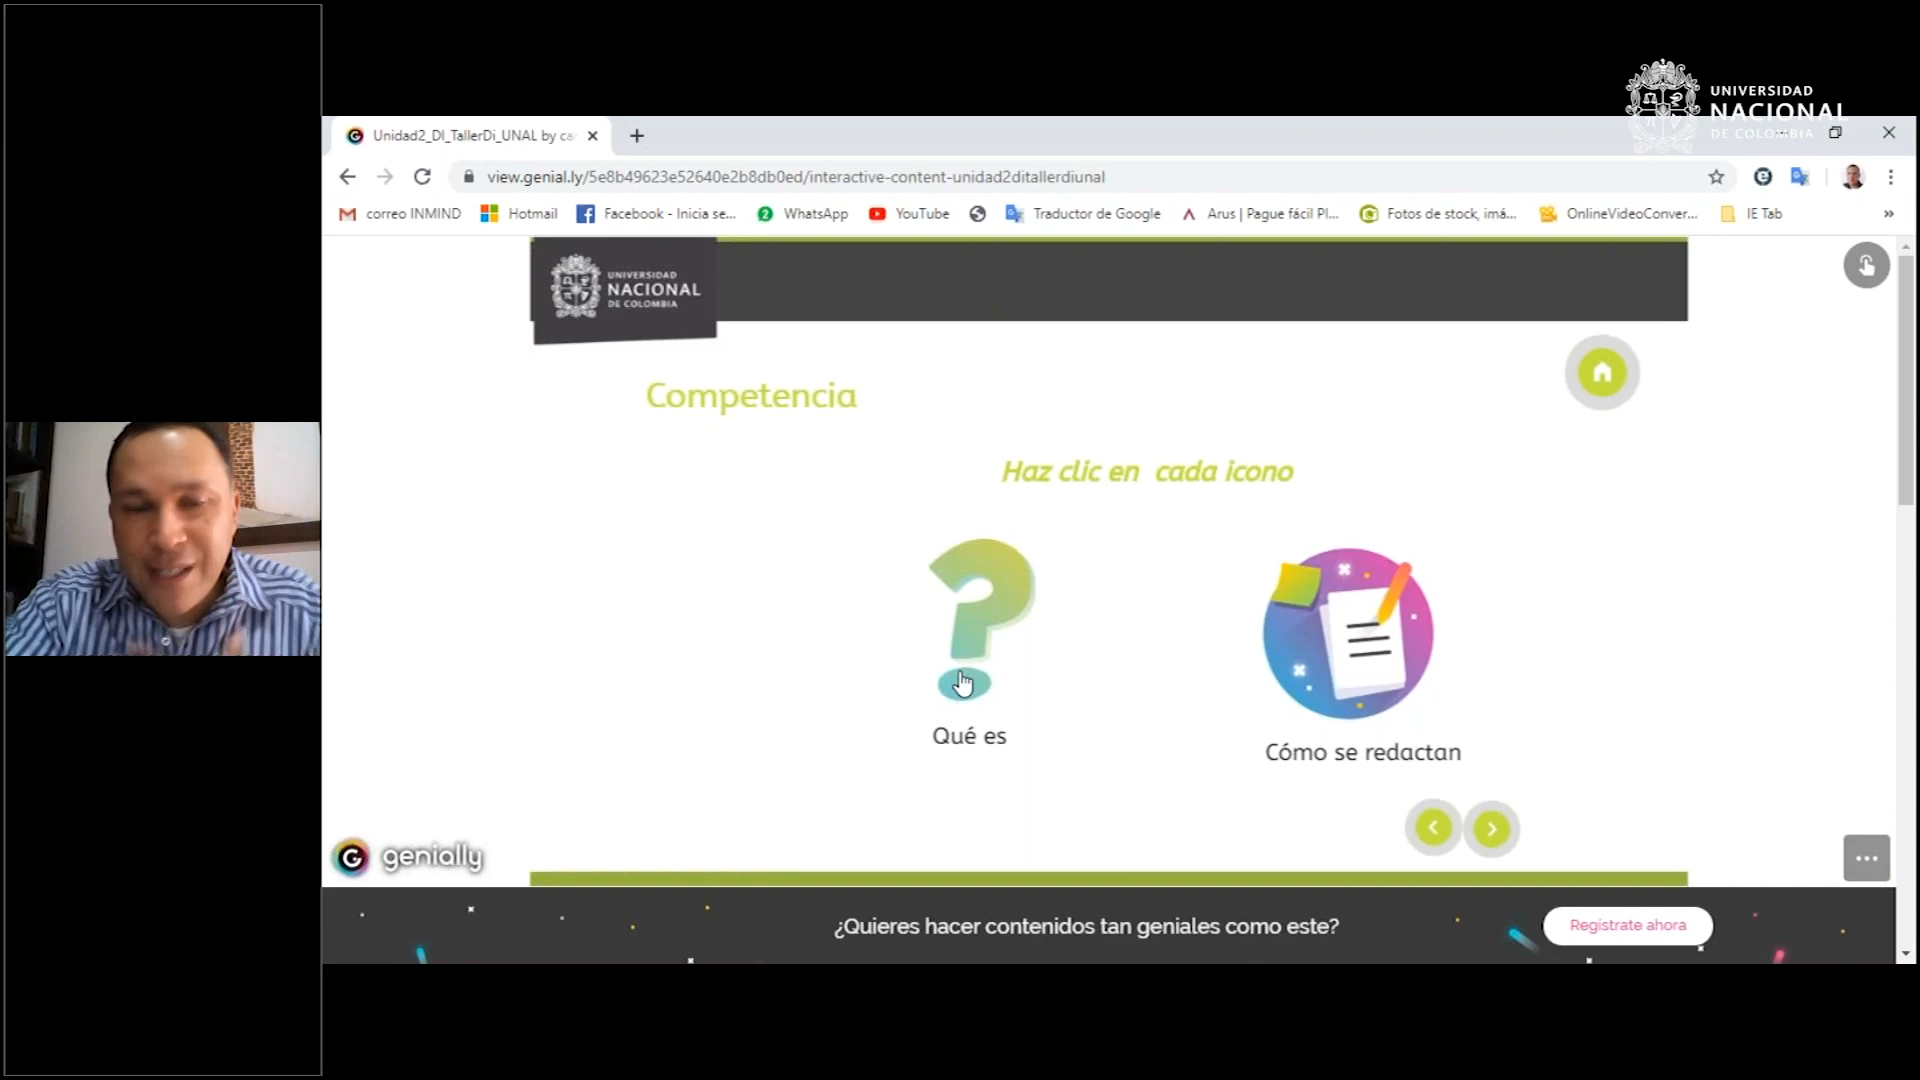 UNIVERSIDAD
NACIONAL
DE COLOMBIA
Unidad2_DI_TallerDi_UNAL by ca
view.genial.ly/5e8b49623e52640e2b8db0ed/interactive-content-unidad2ditallerdiunal
correo INMIND Hotmail Facebook - Inicia se... WhatsApp YouTube Traductor de Google Arus | Pague fácil Pl... Fotos de stock, imá... OnlineVideoConver... IE Tab »
UNIVERSIDAD
NACIONAL
DE COLOMBIA
Competencia
Haz clic en cada icono
Qué es
Cómo se redactan
genially
¿Quieres hacer contenidos tan geniales como este?
Regístrate ahora